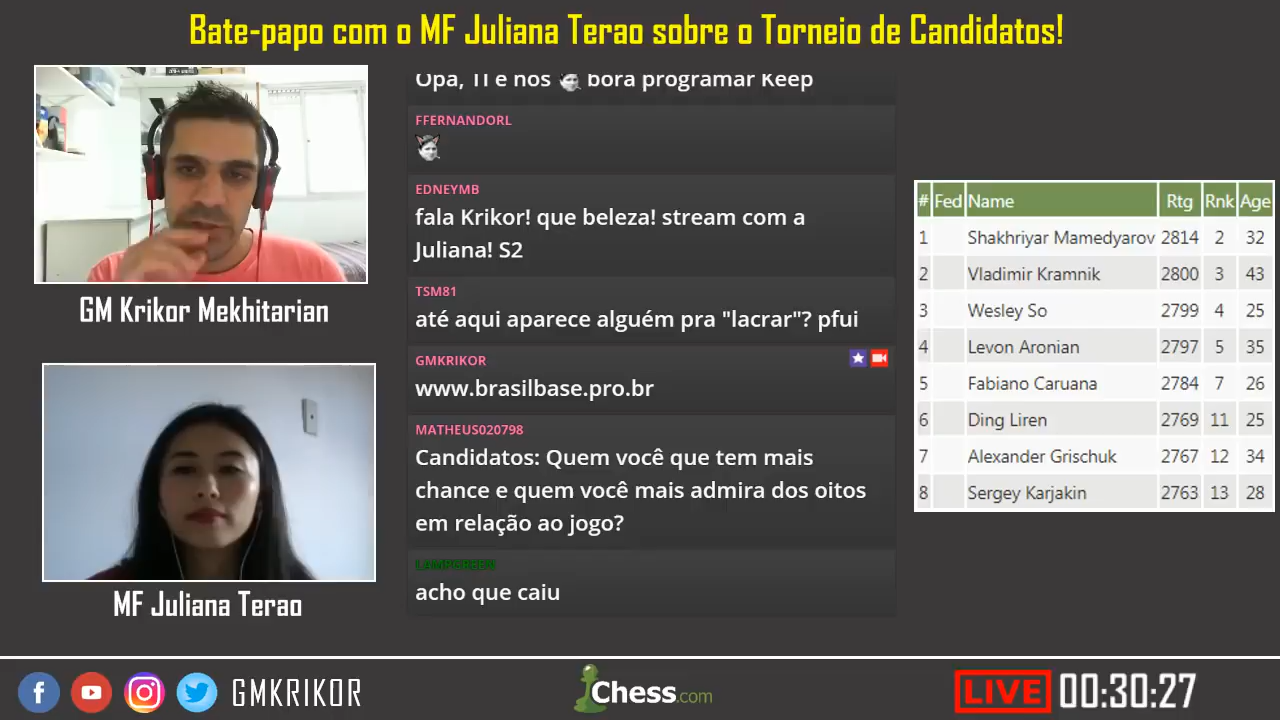 Bate-papo com o MF Juliana Terao sobre o Torneio de Candidatos!
GM Krikor Mekhitarian
MF Juliana Terao
Opa, TI é nós bora programar Keep
FFERNANDORL
EDNEYMB
fala Krikor! que beleza! stream com a
Juliana! S2
TSM81
até aqui aparece alguém pra "lacrar"? pfui
GMKRIKOR
www.brasilbase.pro.br
MATHEUS020798
Candidatos: Quem você que tem mais
chance e quem você mais admira dos oitos
em relação ao jogo?
LAMPGREEN
acho que caiu
# Fed Name Rtg Rnk Age
1 Shakhriyar Mamedyarov 2814 2 32
2 Vladimir Kramnik 2800 3 43
3 Wesley So 2799 4 25
4 Levon Aronian 2797 5 35
5 Fabiano Caruana 2784 7 26
6 Ding Liren 2769 11 25
7 Alexander Grischuk 2767 12 34
8 Sergey Karjakin 2763 13 28
GMKRIKOR
Chess.com
LIVE 00:30:27